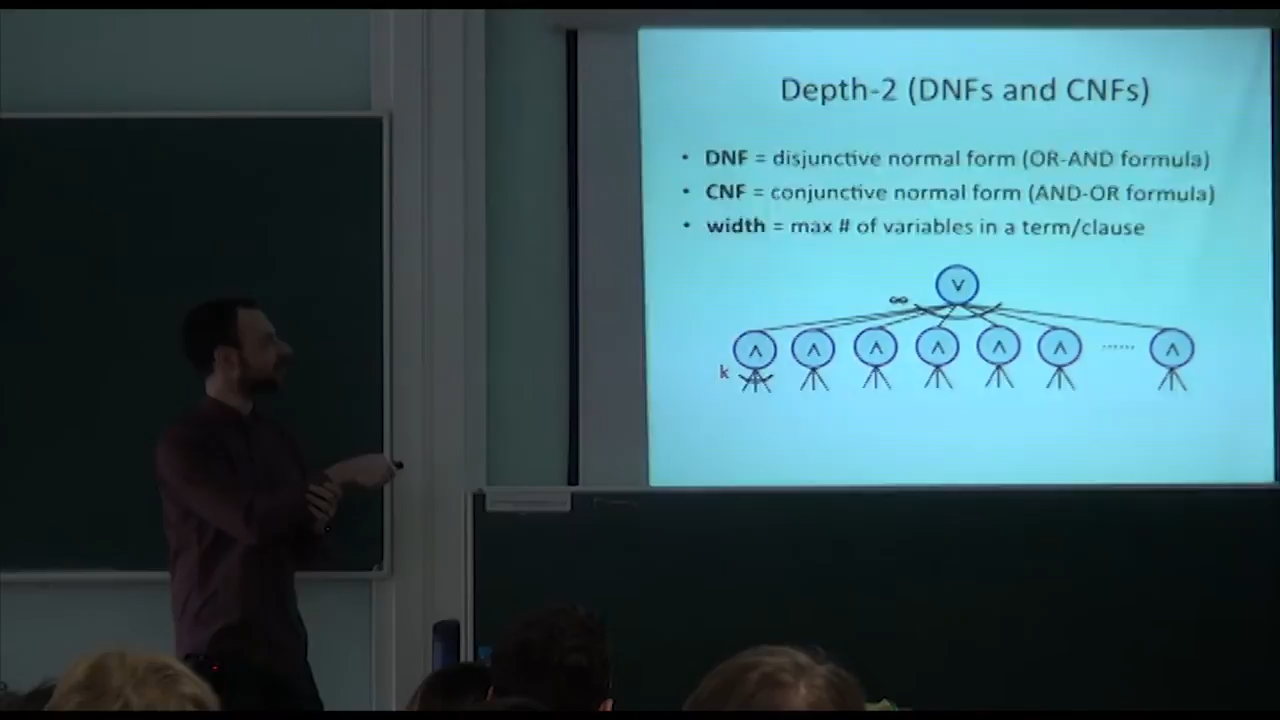 Depth-2 (DNFs and CNFs)
• DNF = disjunctive normal form (OR-AND formula)
• CNF = conjunctive normal form (AND-OR formula)
• width = max # of variables in a term/clause
∨
∞
∧ ∧ ∧ ∧ ∧ ∧ ...... ∧
k